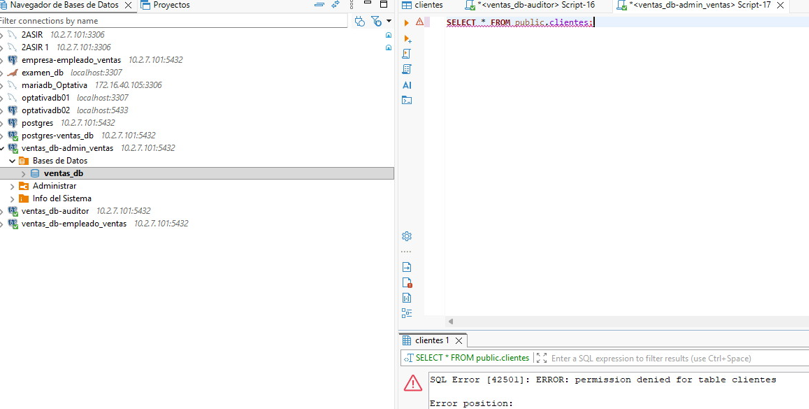 Navegador de Bases de Datos
Proyectos
Filter connections by name
2ASIR 10.2.7.101:3306
2ASIR 1 10.2.7.101:3306
empresa-empleado_ventas 10.2.7.101:5432
examen_db localhost:3307
mariadb_Optativa 172.16.40.105:3306
optativadb01 localhost:3307
optativadb02 localhost:5433
postgres 10.2.7.101:5432
postgres-ventas_db 10.2.7.101:5432
ventas_db-admin_ventas 10.2.7.101:5432
Bases de Datos
ventas_db
Administrar
Info del Sistema
ventas_db-auditor 10.2.7.101:5432
ventas_db-empleado_ventas 10.2.7.101:5432
clientes
*<ventas_db-auditor> Script-16
*<ventas_db-admin_ventas> Script-17
SELECT * FROM public.clientes;
AI
clientes 1
SELECT * FROM public.clientes
Enter a SQL expression to filter results (use Ctrl+Space)
SQL Error [42501]: ERROR: permission denied for table clientes
Error position: